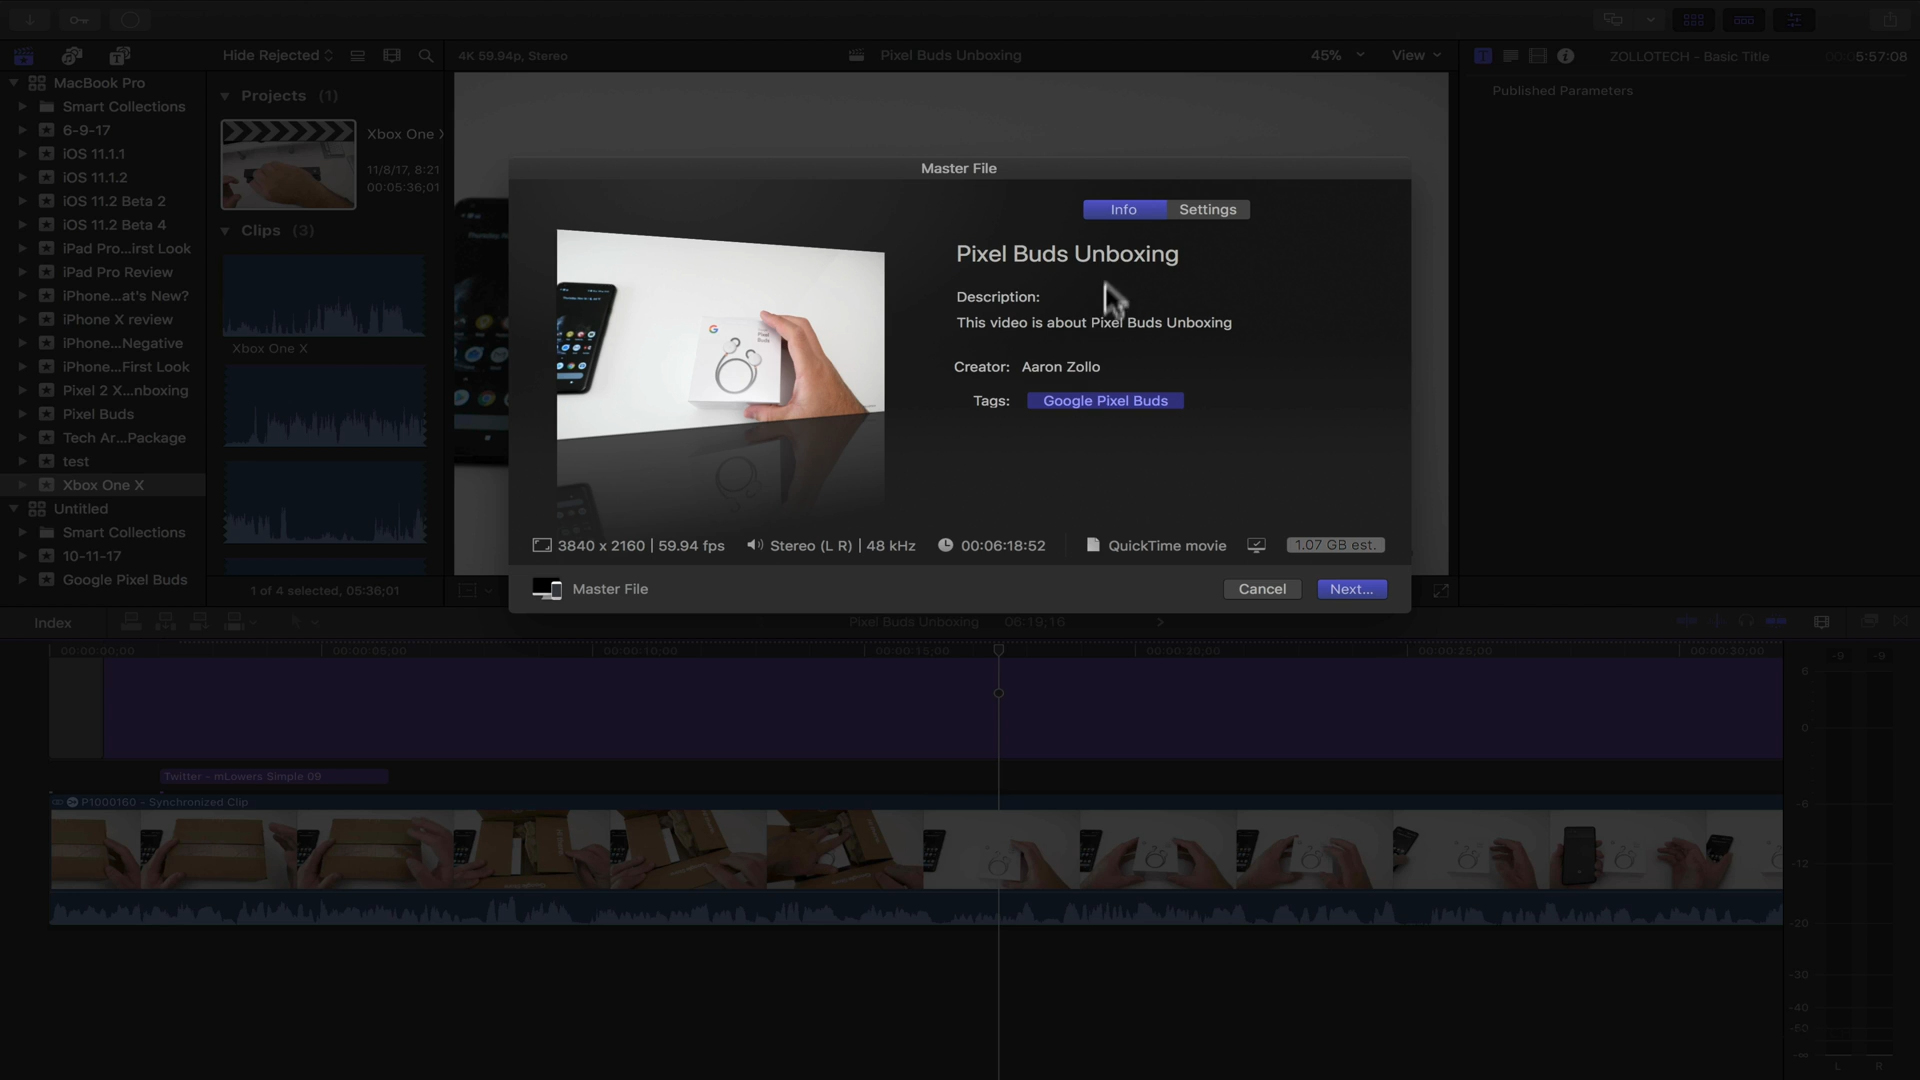 Hide Rejected
4K 59.94p, Stereo
Pixel Buds Unboxing
45%
View
ZOLLOTECH - Basic Title
5:57:08
MacBook Pro
Smart Collections
6-9-17
iOS 11.1.1
iOS 11.1.2
iOS 11.2 Beta 2
iOS 11.2 Beta 4
iPad Pro...irst Look
iPad Pro Review
iPhone...at's New?
iPhone X review
iPhone...Negative
iPhone...First Look
Pixel 2 X...nboxing
Pixel Buds
Tech Ar...Package
test
Xbox One X
Untitled
Smart Collections
10-11-17
Google Pixel Buds
Projects (1)
Xbox One X
11/8/17, 8:21
00:05:36;01
Clips (3)
Xbox One X
1 of 4 selected, 05:36;01
Published Parameters
Master File
Info
Settings
Pixel Buds Unboxing
Description:
This video is about Pixel Buds Unboxing
Creator: Aaron Zollo
Tags: Google Pixel Buds
3840 x 2160 | 59.94 fps
Stereo (L R) | 48 kHz
00:06:18:52
QuickTime movie
1.07 GB est.
Master File
Cancel
Next...
Index
Pixel Buds Unboxing
06:19;16
00:00:00;00
00:00:05;00
00:00:10;00
00:00:15;00
00:00:20;00
00:00:25;00
00:00:30;00
Twitter - mLowers Simple 09
P1000160 - Synchronized Clip
-9 -9
6
0
-6
-12
-20
-30
-40
-∞
L R